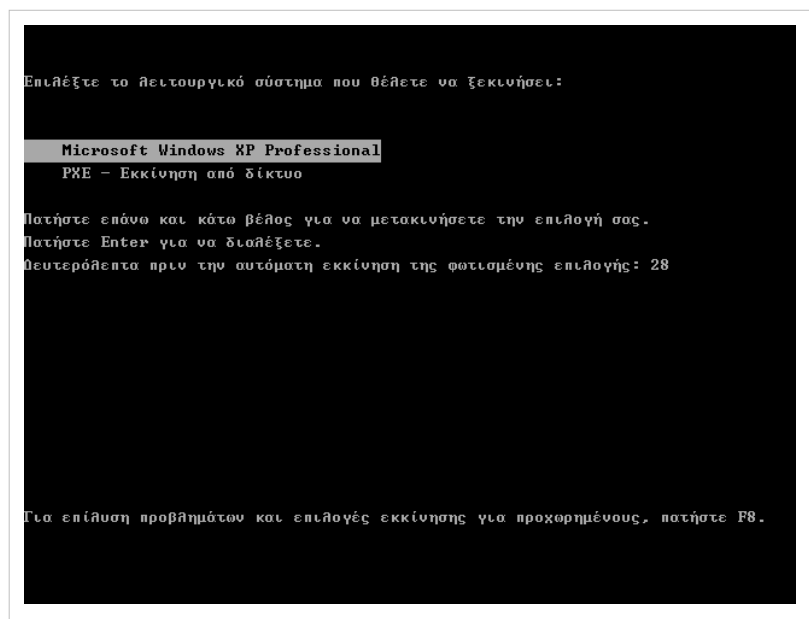 Επιλέξτε το λειτουργικό σύστημα που θέλετε να ξεκινήσει:
Microsoft Windows XP Professional
PXE - Εκκίνηση από δίκτυο
Πατήστε επάνω και κάτω βέλος για να μετακινήσετε την επιλογή σας.
Πατήστε Enter για να διαλέξετε.
Δευτερόλεπτα πριν την αυτόματη εκκίνηση της φωτισμένης επιλογής: 28
Για επίλυση προβλημάτων και επιλογές εκκίνησης για προχωρημένους, πατήστε F8.